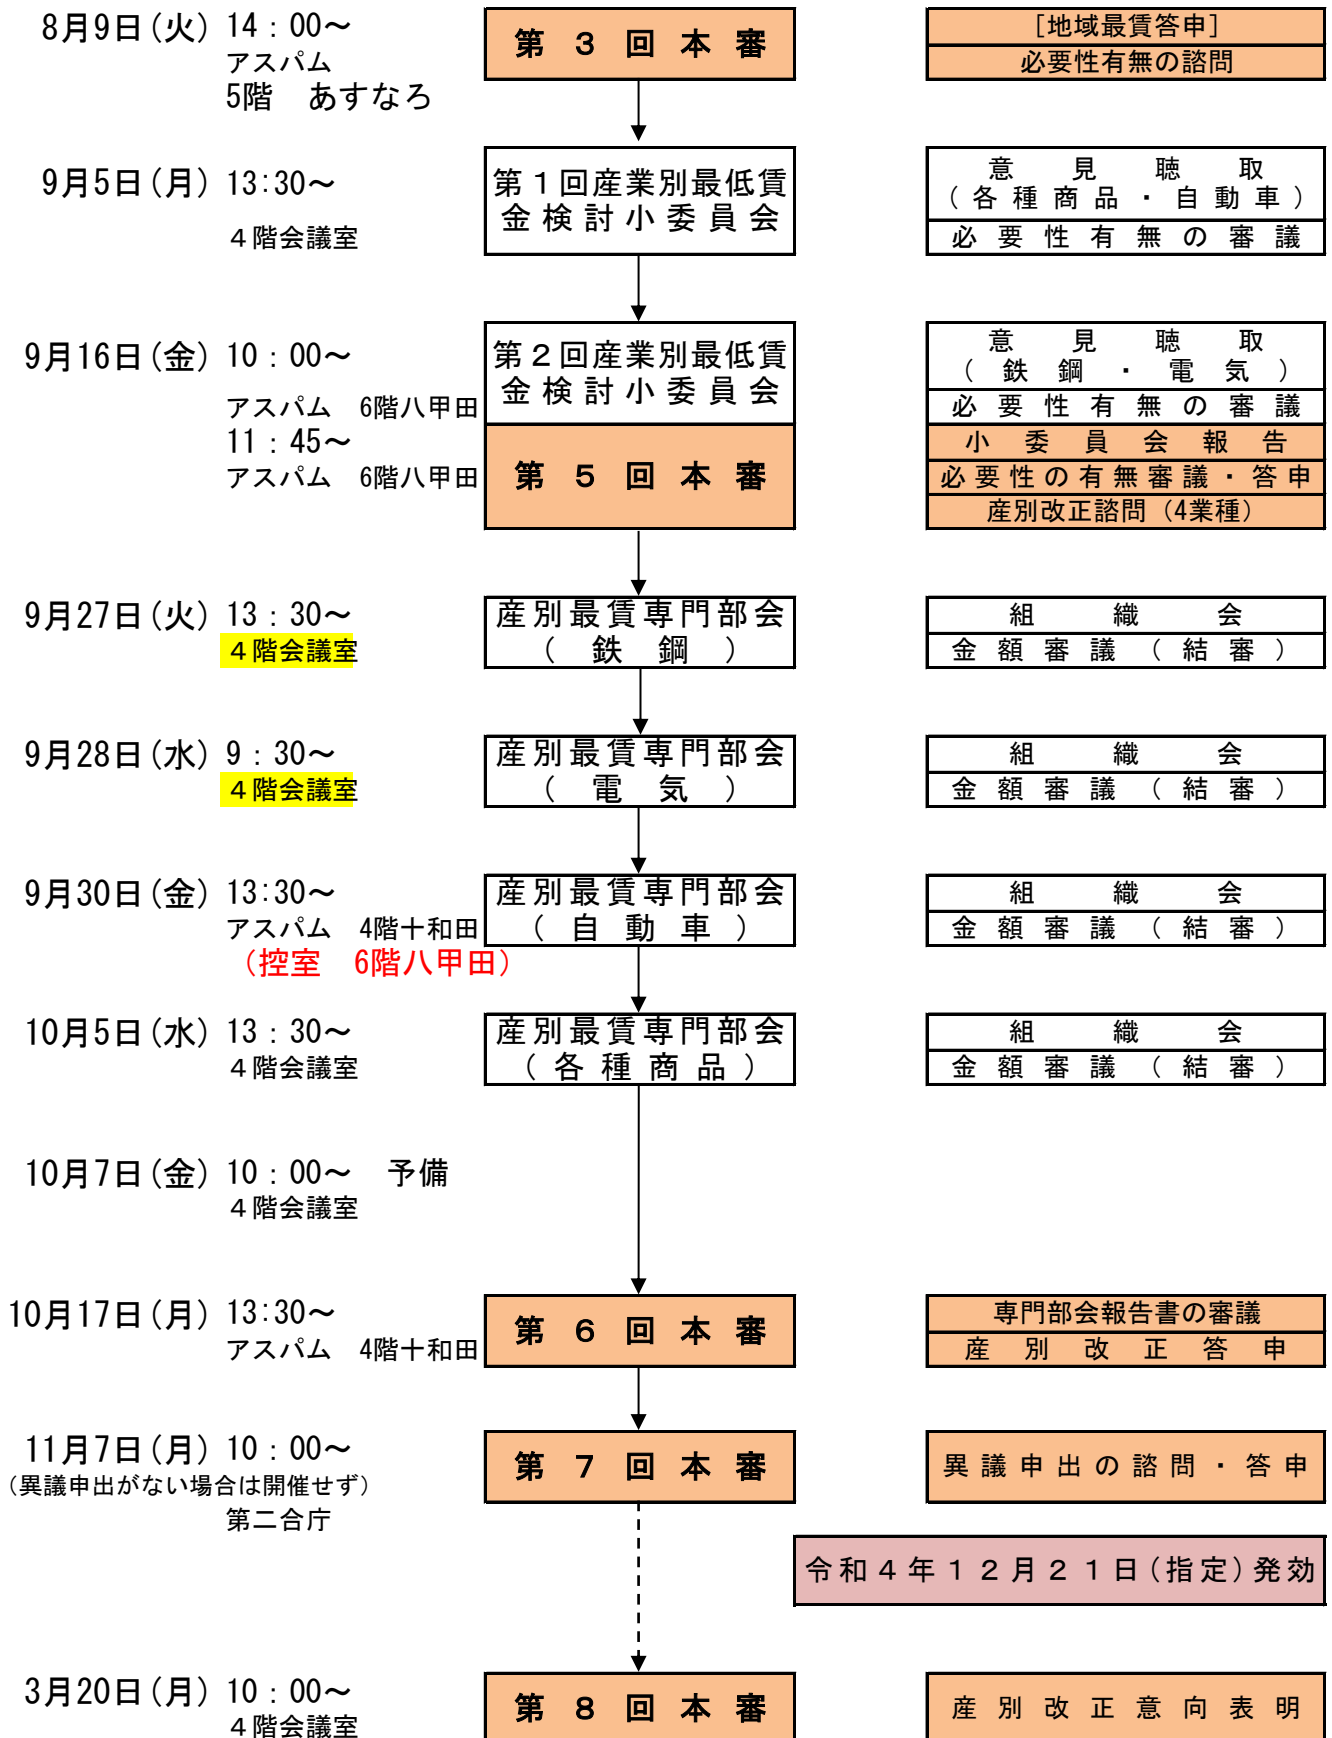 8月9日(火) 14：00～
アスパム
5階　あすなろ
第３回本審
[地域最賃答申]
必要性有無の諮問
9月5日(月) 13:30～
４階会議室
第１回産業別最低賃
金検討小委員会
意見聴取
（各種商品・自動車）
必要性有無の審議
9月16日(金) 10：00～
アスパム　6階八甲田
11：45～
アスパム　6階八甲田
第２回産業別最低賃
金検討小委員会
第５回本審
意見聴取
（鉄鋼・電気）
必要性有無の審議
小委員会報告
必要性の有無審議・答申
産別改正諮問（4業種）
9月27日(火) 13：30～
４階会議室
産別最賃専門部会
（鉄鋼）
組織会
金額審議（結審）
9月28日(水) 9：30～
４階会議室
産別最賃専門部会
（電気）
組織会
金額審議（結審）
9月30日(金) 13:30～
アスパム　4階十和田
（控室　6階八甲田）
産別最賃専門部会
（自動車）
組織会
金額審議（結審）
10月5日(水) 13：30～
４階会議室
産別最賃専門部会
（各種商品）
組織会
金額審議（結審）
10月7日(金) 10：00～　予備
４階会議室
10月17日(月) 13:30～
アスパム　4階十和田
第６回本審
専門部会報告書の審議
産別改正答申
11月7日(月) 10：00～
（異議申出がない場合は開催せず）
第二合庁
第７回本審
異議申出の諮問・答申
令和４年１２月２１日(指定)発効
3月20日(月) 10：00～
４階会議室
第８回本審
産別改正意向表明